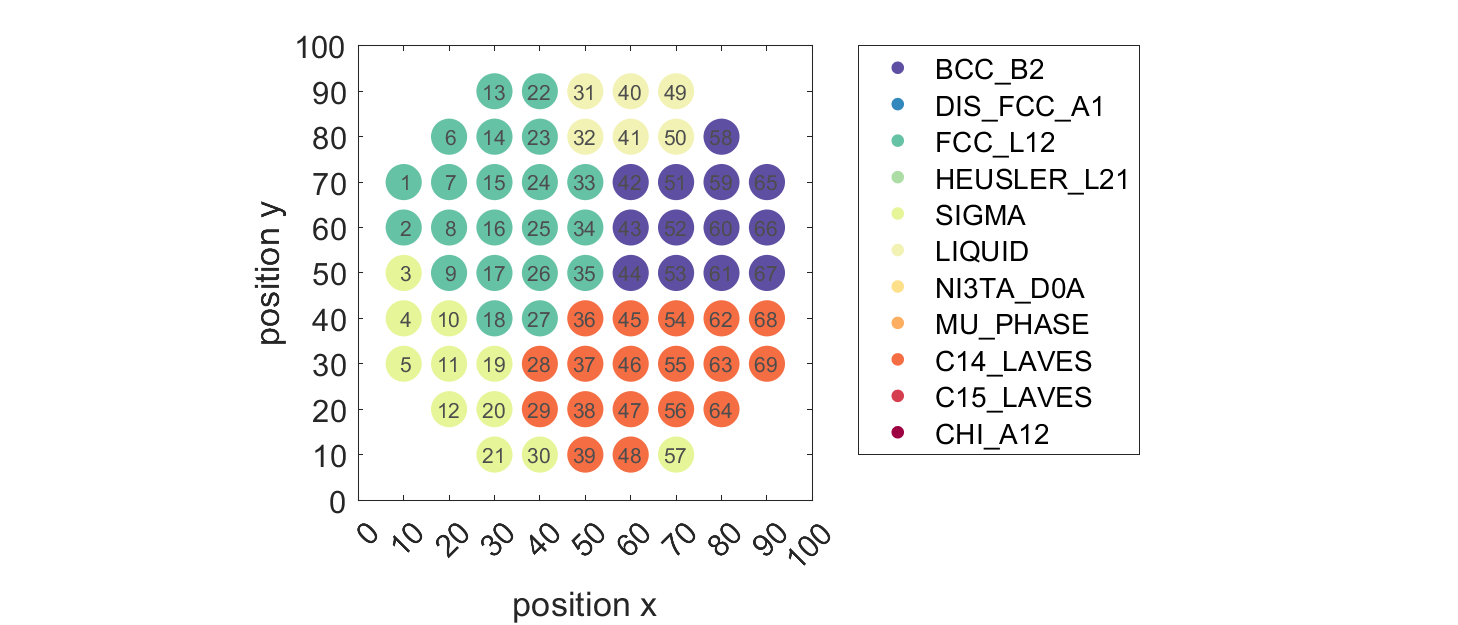 100
90
80
70
60
50
40
30
20
10
0
position y
13 22 31 40 49
6 14 23 32 41 50 58
1 7 15 24 33 42 51 59 65
2 8 16 25 34 43 52 60 66
3 9 17 26 35 44 53 61 67
4 10 18 27 36 45 54 62 68
5 11 19 28 37 46 55 63 69
12 20 29 38 47 56 64
21 30 39 48 57
0 10 20 30 40 50 60 70 80 90 100
position x
BCC_B2
DIS_FCC_A1
FCC_L12
HEUSLER_L21
SIGMA
LIQUID
NI3TA_D0A
MU_PHASE
C14_LAVES
C15_LAVES
CHI_A12